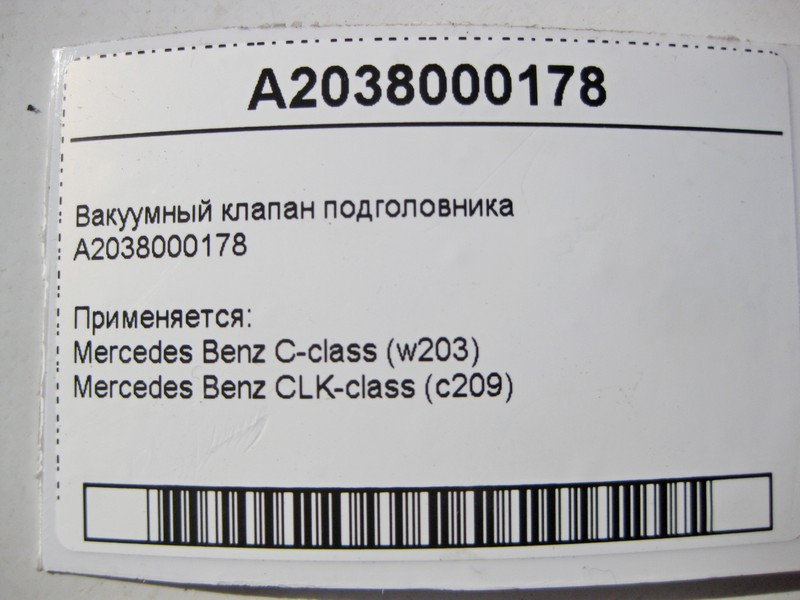 A2038000178
Вакуумный клапан подголовника
A2038000178
Применяется:
Mercedes Benz C-class (w203)
Mercedes Benz CLK-class (c209)